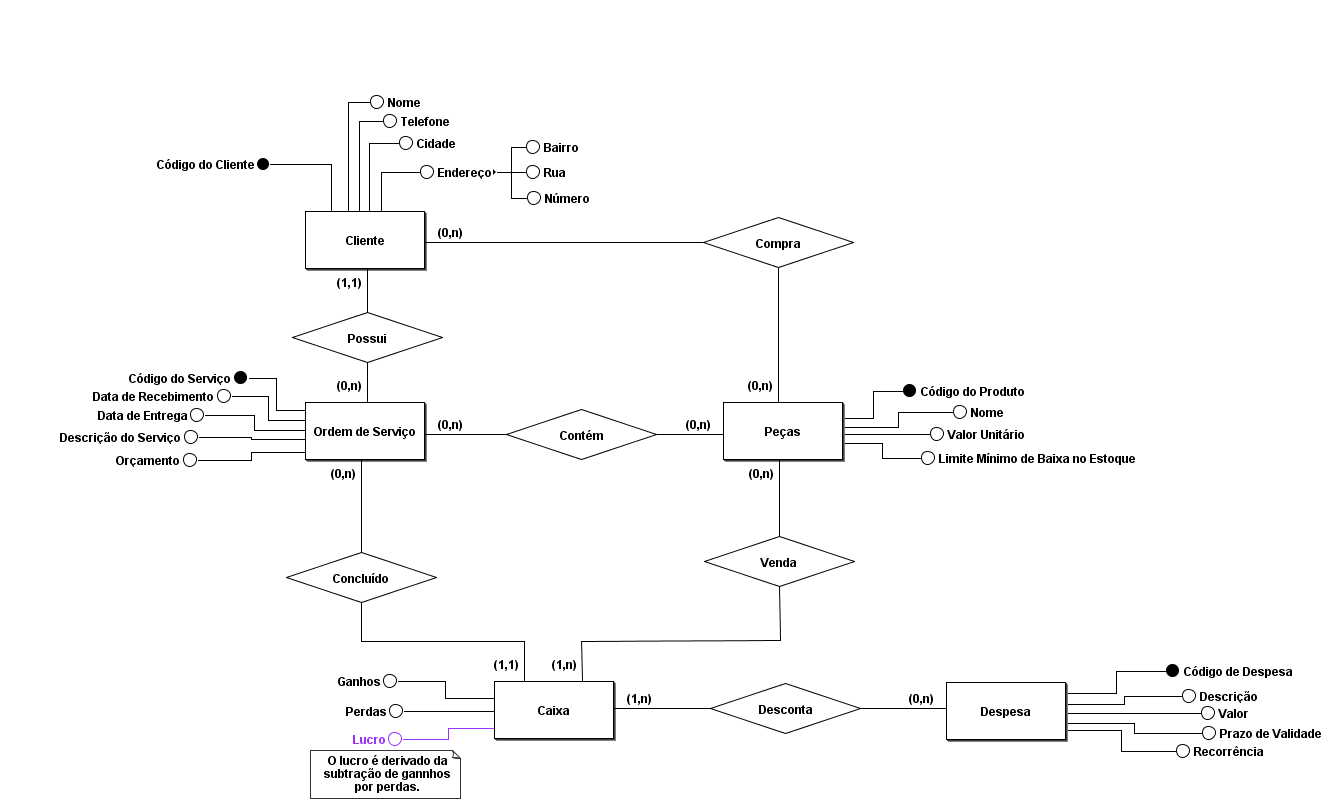 Nome
Telefone
Cidade
Código do Cliente
Bairro
Endereço
Rua
Número
Cliente
(0,n)
Compra
(1,1)
Possui
Código do Serviço
(0,n)
(0,n)
Código do Produto
Data de Recebimento
Nome
Data de Entrega
Ordem de Serviço
(0,n)
Contém
(0,n)
Peças
Valor Unitário
Descrição do Serviço
Orçamento
Limite Mínimo de Baixa no Estoque
(0,n)
(0,n)
Venda
Concluído
(1,1)
(1,n)
Código de Despesa
Ganhos
Descrição
(1,n)
(0,n)
Perdas
Caixa
Desconta
Despesa
Valor
Lucro
Prazo de Validade
Recorrência
O lucro é derivado da
subtração de gannhos
por perdas.